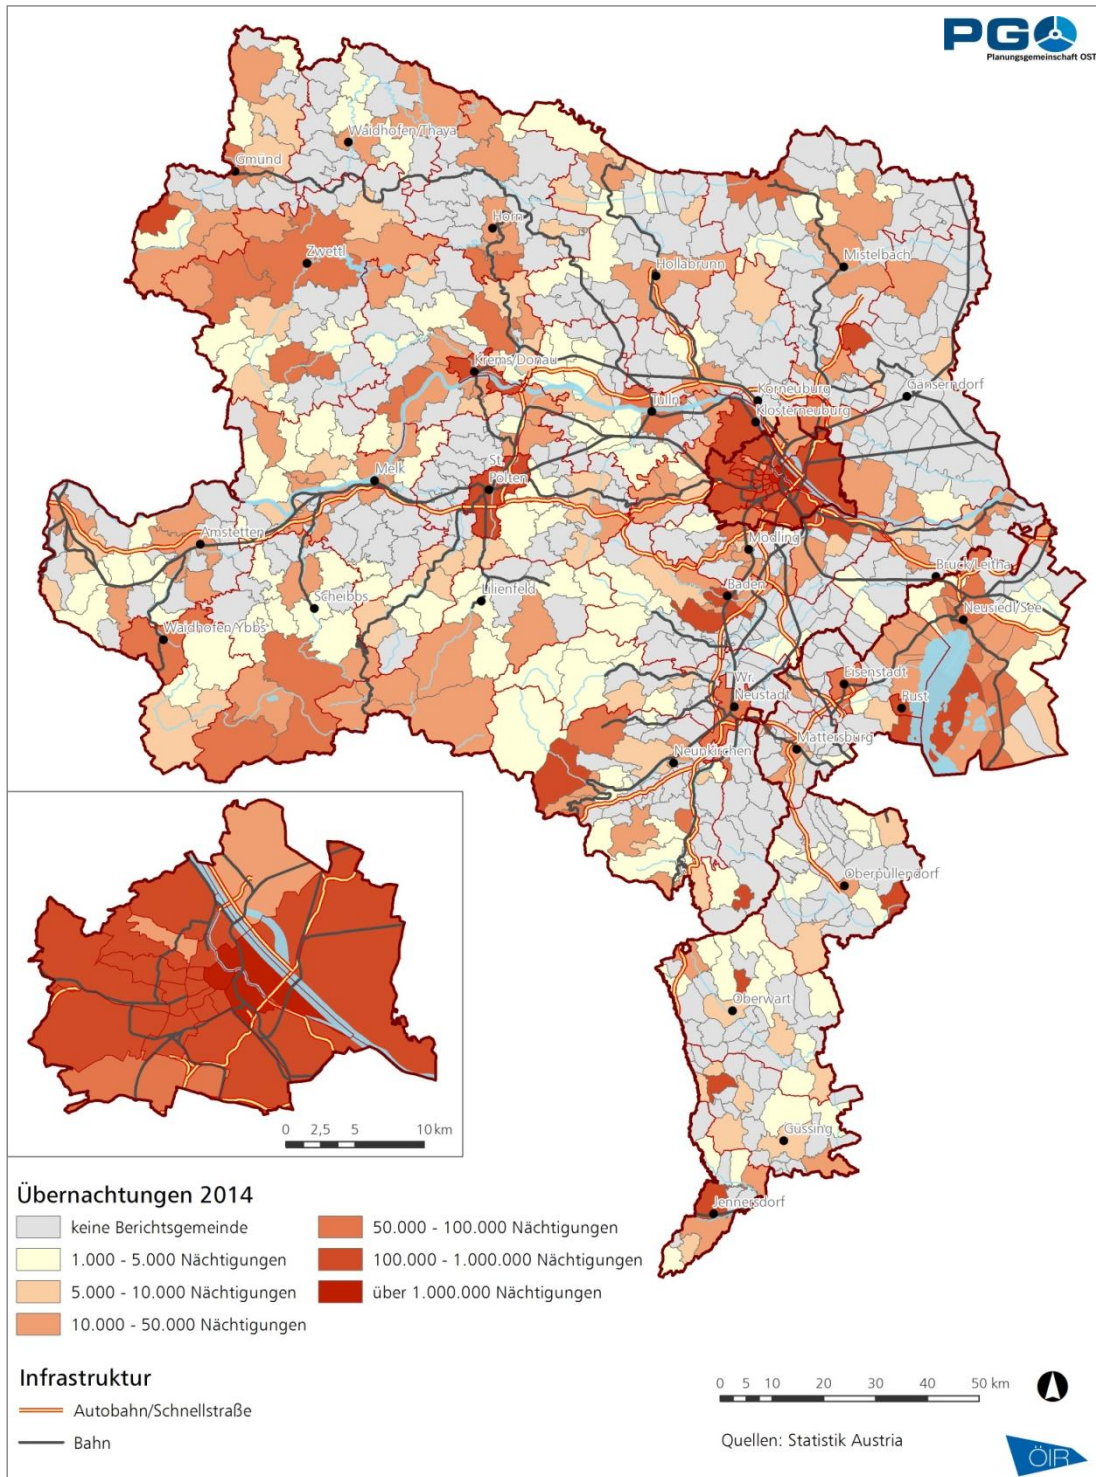 PGO
Planungsgemeinschaft OST
Waidhofen/Thaya
Gmünd
Horn
Zwettl
Hollabrunn
Mistelbach
Krems/Donau
Korneuburg
Gänserndorf
Tulln
Klosterneuburg
St.
Pölten
Melk
Amstetten
Mödling
Bruck/Leitha
Scheibbs
Lilienfeld
Baden
Neusiedl/See
Waidhofen/Ybbs
Wr.
Neustadt
Eisenstadt
Rust
Mattersburg
Neunkirchen
Oberpullendorf
Oberwart
Güssing
Jennersdorf
0 2,5 5 10 km
Übernachtungen 2014
keine Berichtsgemeinde
1.000 - 5.000 Nächtigungen
5.000 - 10.000 Nächtigungen
10.000 - 50.000 Nächtigungen
50.000 - 100.000 Nächtigungen
100.000 - 1.000.000 Nächtigungen
über 1.000.000 Nächtigungen
Infrastruktur
Autobahn/Schnellstraße
Bahn
0 5 10 20 30 40 50 km
Quellen: Statistik Austria
ÖIR